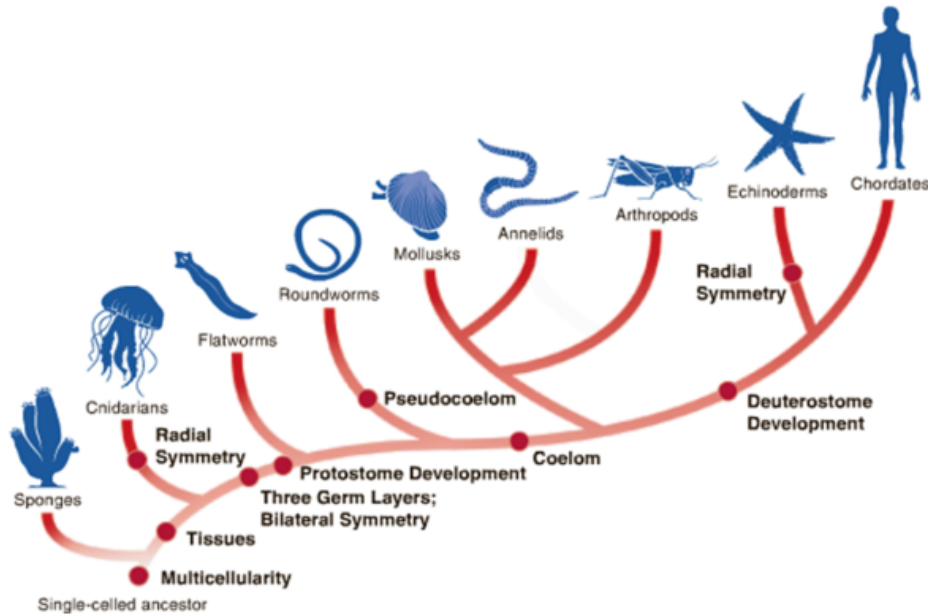 Chordates
Echinoderms
Arthropods
Annelids
Mollusks
Radial
Symmetry
Roundworms
Flatworms
Cnidarians
Pseudocoelom
Deuterostome
Development
Radial
Symmetry
Coelom
Protostome Development
Sponges
Three Germ Layers;
Bilateral Symmetry
Tissues
Multicellularity
Single-celled ancestor